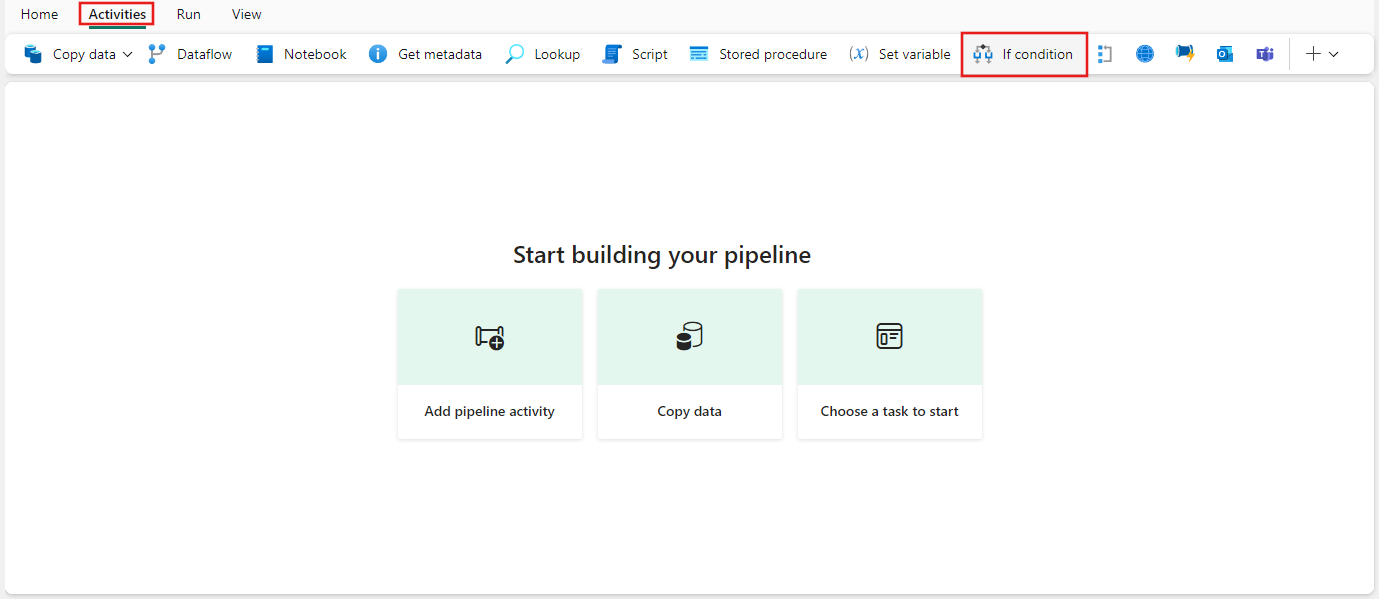 Home Activities Run View
Copy data Dataflow Notebook Get metadata Lookup Script Stored procedure (x) Set variable If condition
Start building your pipeline
Add pipeline activity Copy data Choose a task to start